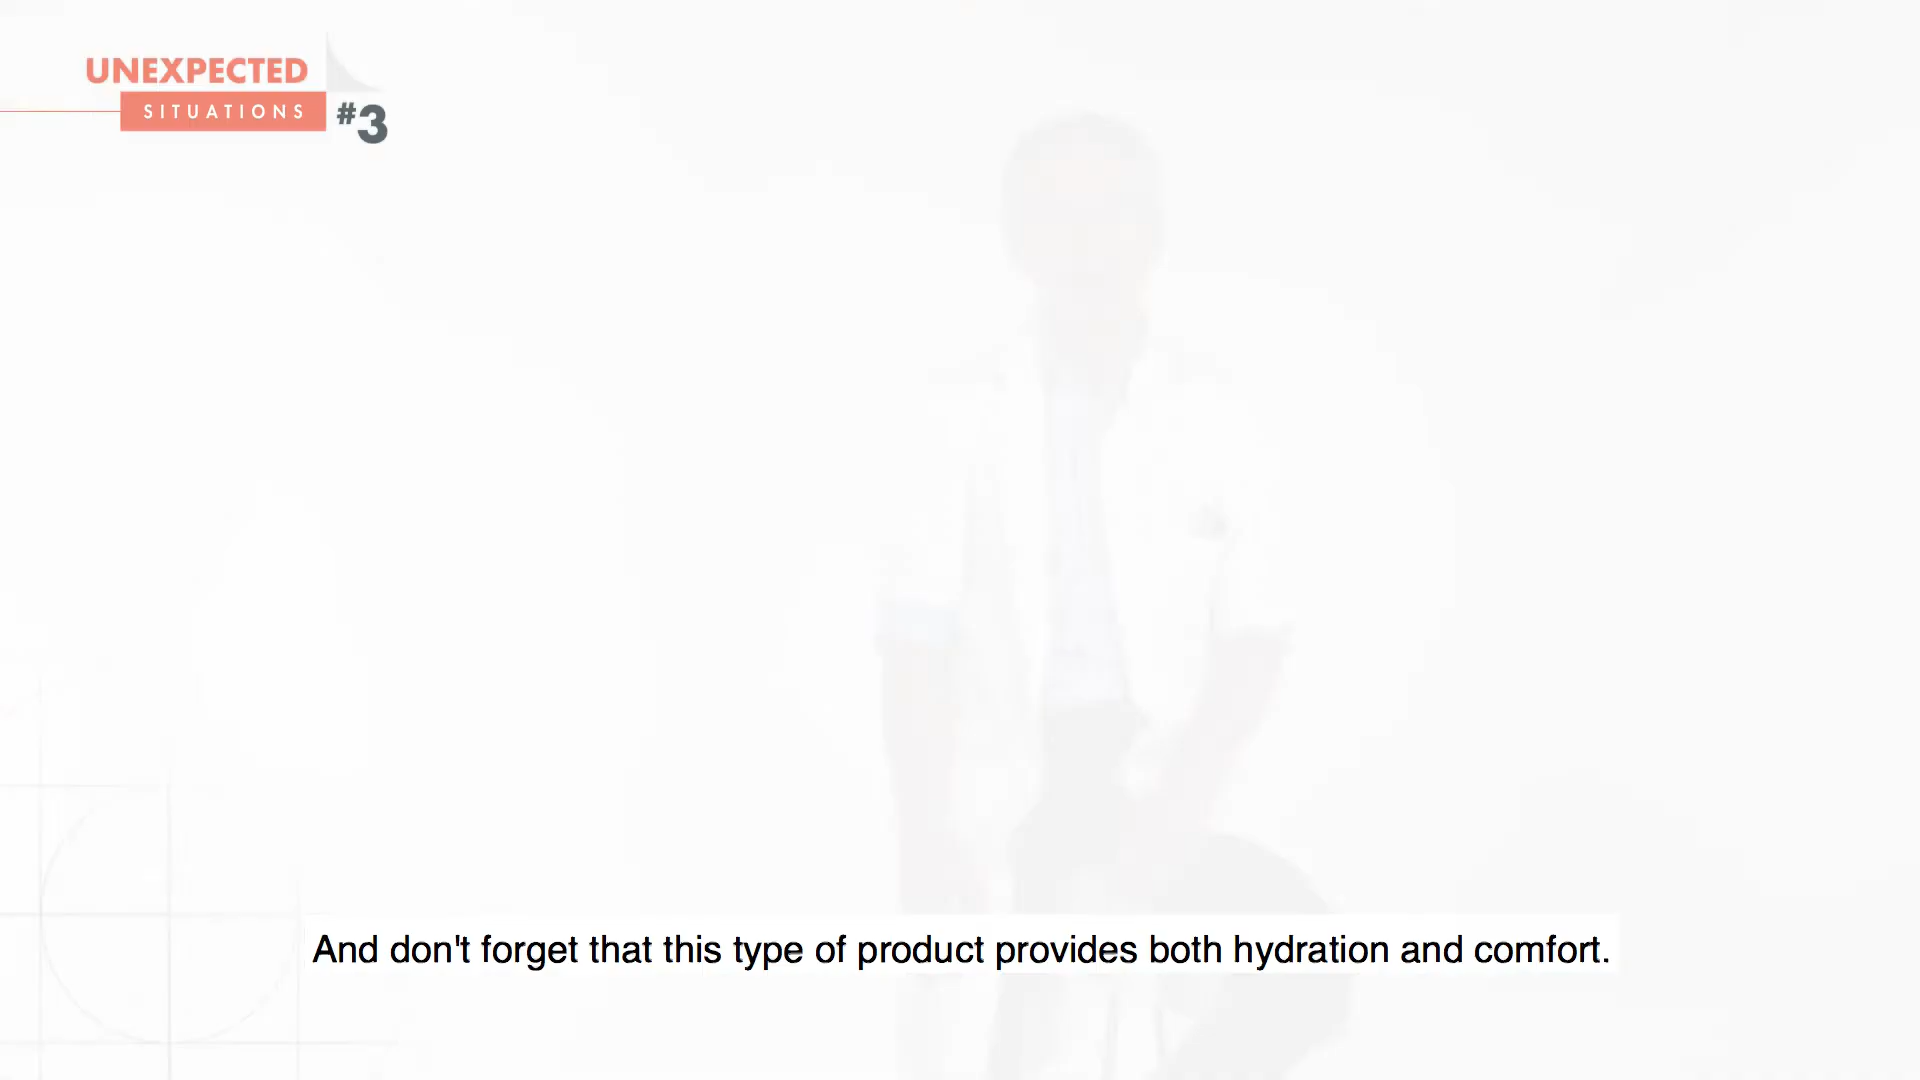 UNEXPECTED
SITUATIONS
#3
And don't forget that this type of product provides both hydration and comfort.